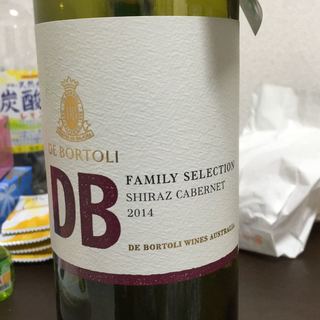 DE BORTOLI
DB
FAMILY SELECTION
SHIRAZ CABERNET
2014
DE BORTOLI WINES AUSTRALIA
炭酸